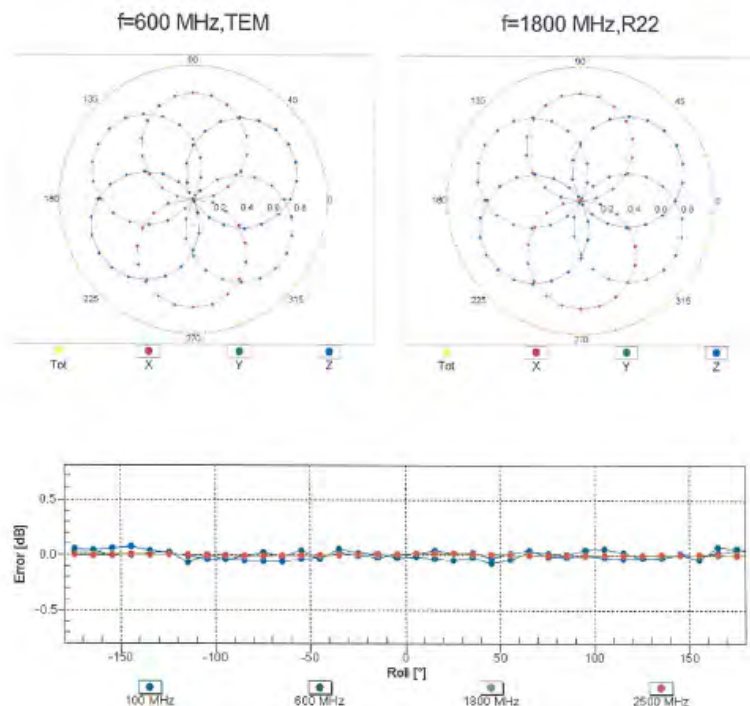 f=600 MHz,TEM
f=1800 MHz,R22
90
135
45
180
0.2 0.4 0.6 0.8
0
225
315
270
Tot X Y Z
90
135
45
180
0.2 0.4 0.6 0.8
0
225
315
270
Tot X Y Z
Error [dB]
0.5
0.0
-0.5
-150 -100 -50 0 50 100 150
Roll [°]
100 MHz 600 MHz 1800 MHz 2500 MHz